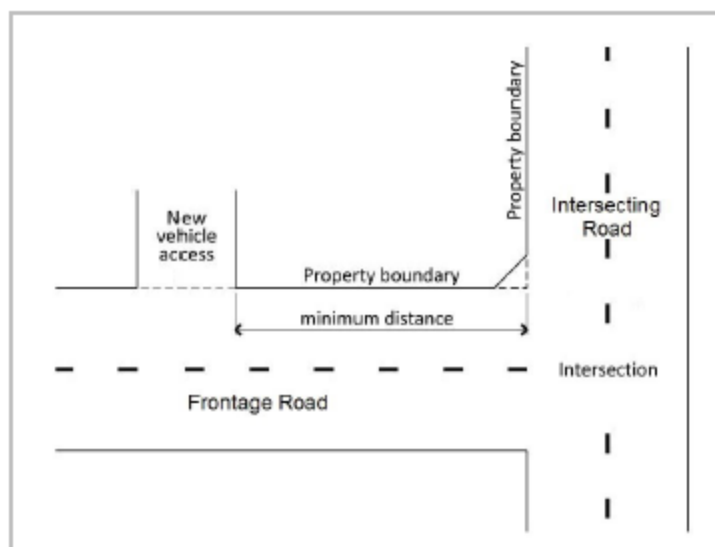 Property boundary
Intersecting
Road
New
vehicle
access
Property boundary
minimum distance
Intersection
Frontage Road